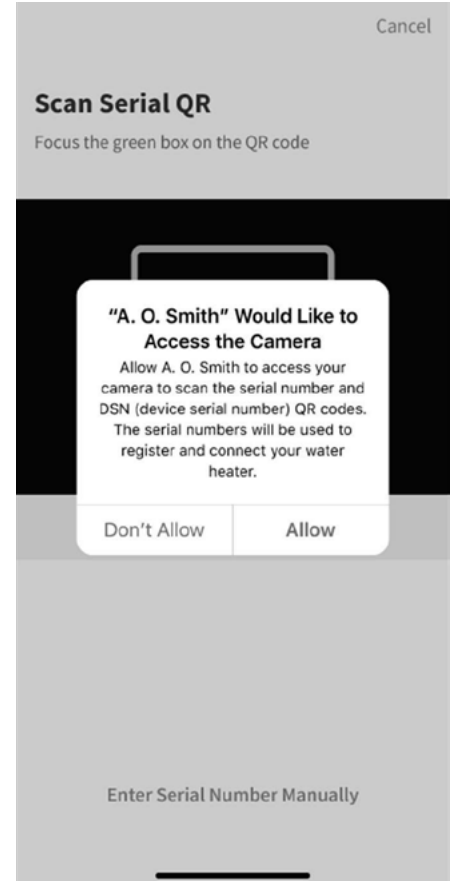 Cancel
Scan Serial QR
Focus the green box on the QR code
“A. O. Smith” Would Like to
Access the Camera
Allow A. O. Smith to access your
camera to scan the serial number and
DSN (device serial number) QR codes.
The serial numbers will be used to
register and connect your water
heater.
Don’t Allow
Allow
Enter Serial Number Manually